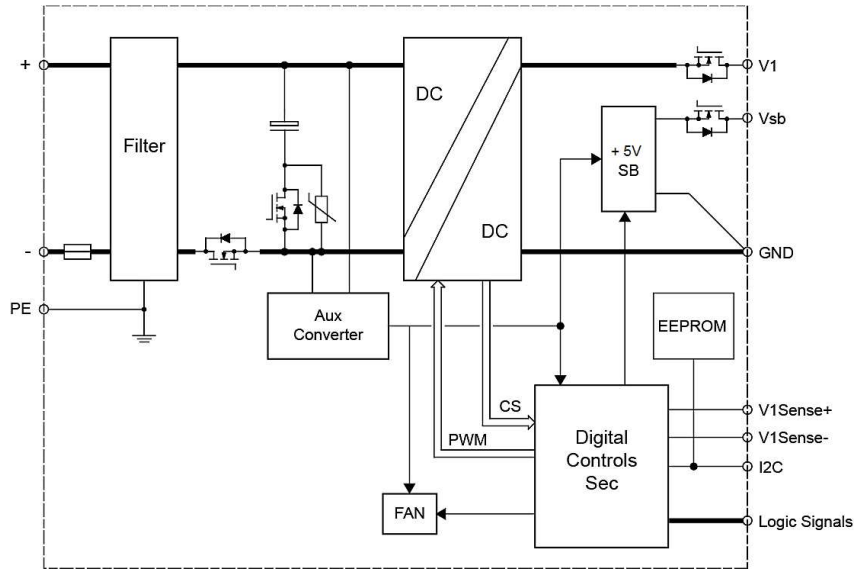 +
-
PE
Filter
DC
DC
Aux
Converter
+ 5V
SB
V1
Vsb
GND
EEPROM
CS
PWM
Digital
Controls
Sec
FAN
V1Sense+
V1Sense-
I2C
Logic Signals